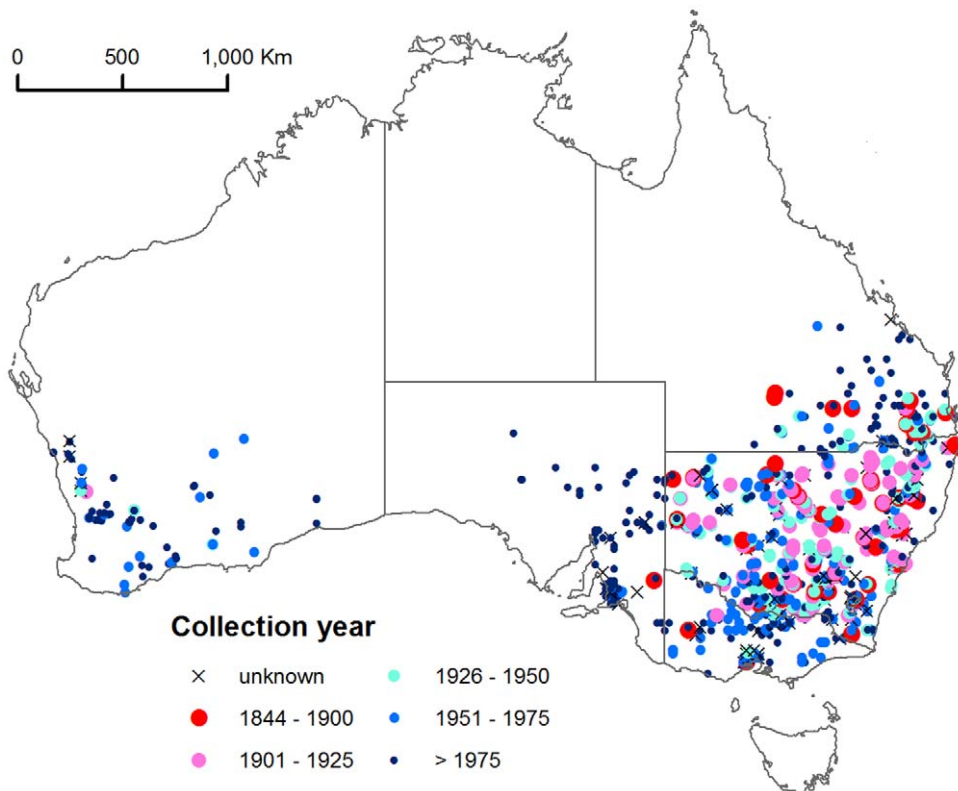 0 500 1,000 Km
Collection year
unknown 1926 - 1950
1844 - 1900 1951 - 1975
1901 - 1925 > 1975